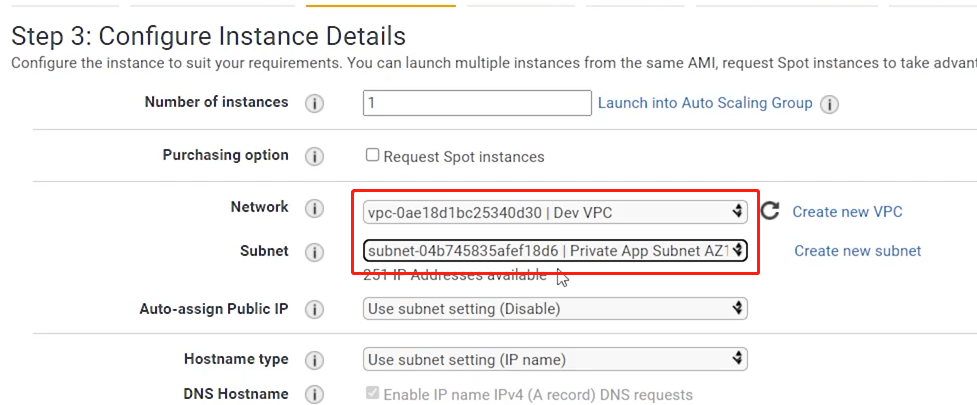 Step 3: Configure Instance Details
Configure the instance to suit your requirements. You can launch multiple instances from the same AMI, request Spot instances to take advant
Number of instances 1 Launch into Auto Scaling Group
Purchasing option Request Spot instances
Network vpc-0ae18d1bc25340d30 | Dev VPC Create new VPC
Subnet subnet-04b745835afef18d6 | Private App Subnet AZ1 Create new subnet
251 IP Addresses available
Auto-assign Public IP Use subnet setting (Disable)
Hostname type Use subnet setting (IP name)
DNS Hostname Enable IP name IPv4 (A record) DNS requests